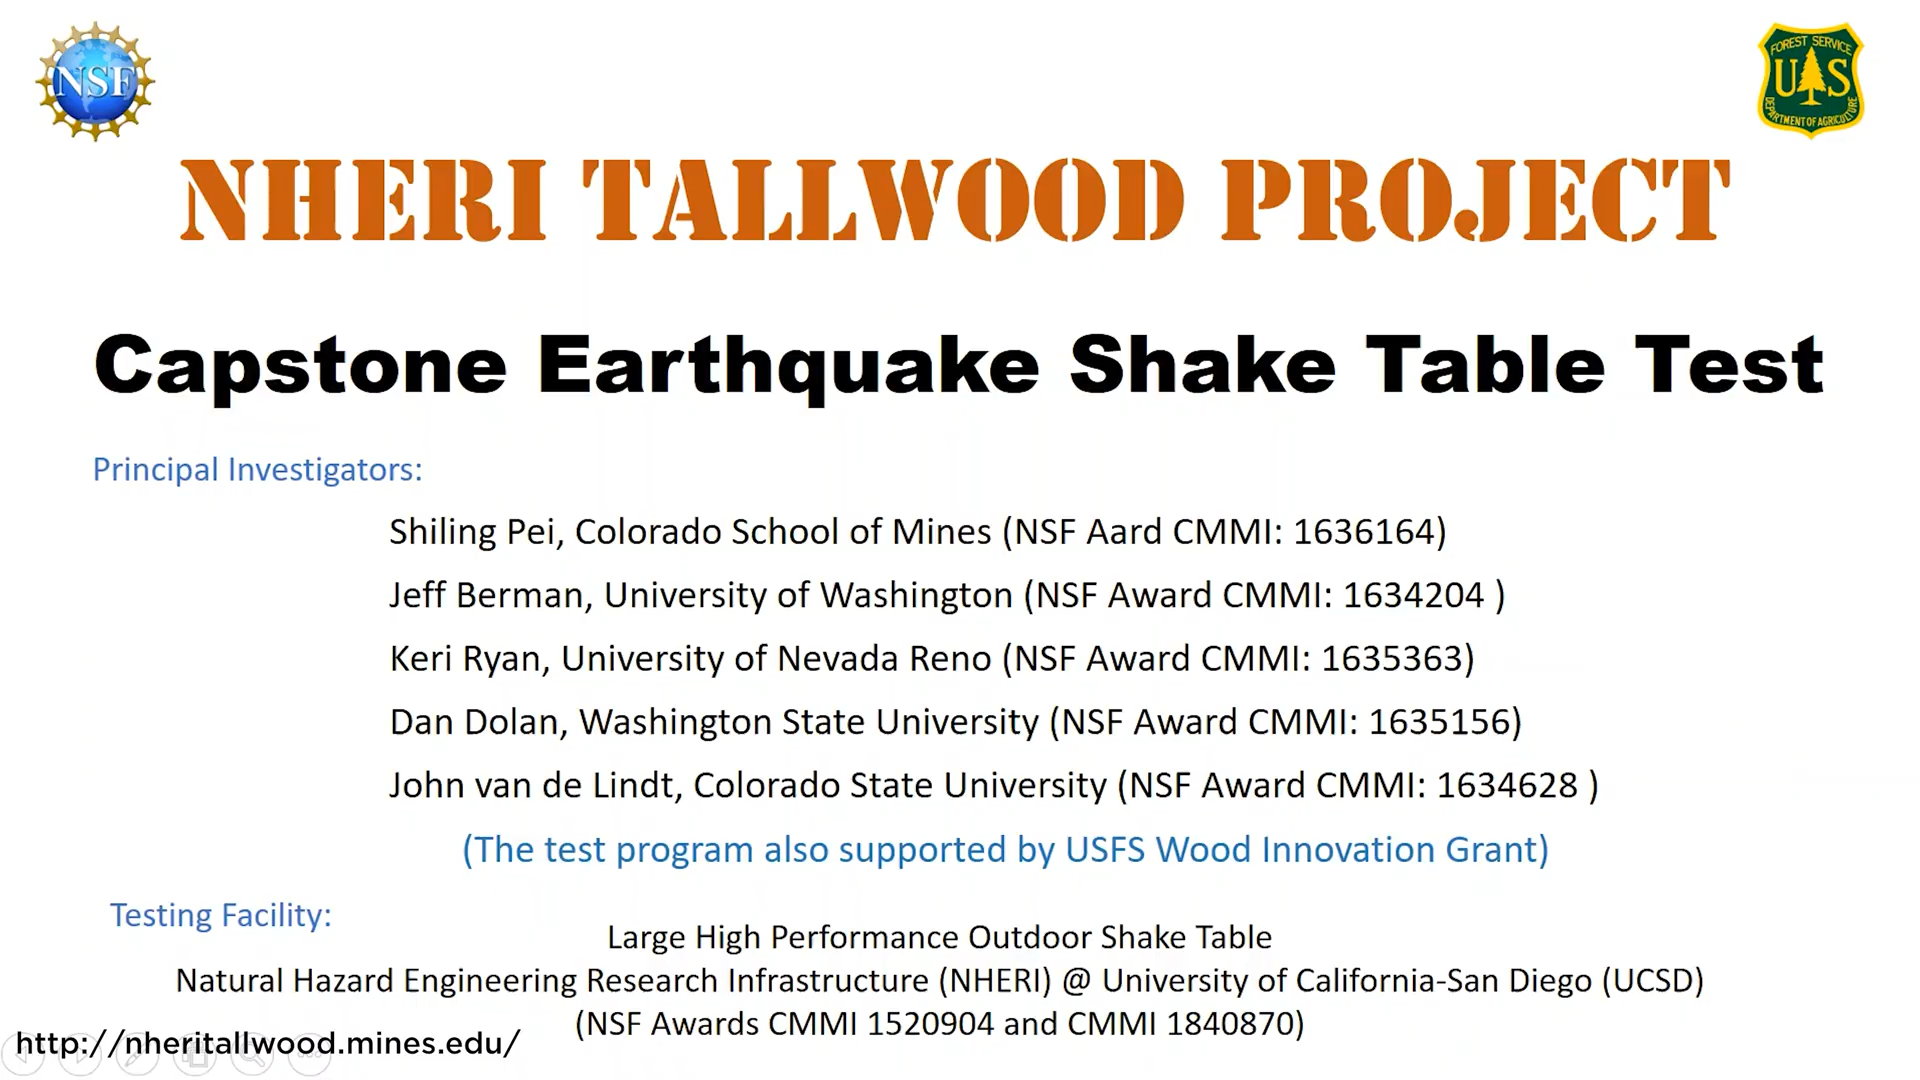 NSF
FOREST SERVICE
U S
DEPARTMENT OF AGRICULTURE
NHERI TALLWOOD PROJECT
Capstone Earthquake Shake Table Test
Principal Investigators:
Shiling Pei, Colorado School of Mines (NSF Aard CMMI: 1636164)
Jeff Berman, University of Washington (NSF Award CMMI: 1634204 )
Keri Ryan, University of Nevada Reno (NSF Award CMMI: 1635363)
Dan Dolan, Washington State University (NSF Award CMMI: 1635156)
John van de Lindt, Colorado State University (NSF Award CMMI: 1634628 )
(The test program also supported by USFS Wood Innovation Grant)
Testing Facility:
Large High Performance Outdoor Shake Table
Natural Hazard Engineering Research Infrastructure (NHERI) @ University of California-San Diego (UCSD)
(NSF Awards CMMI 1520904 and CMMI 1840870)
http://nheritallwood.mines.edu/